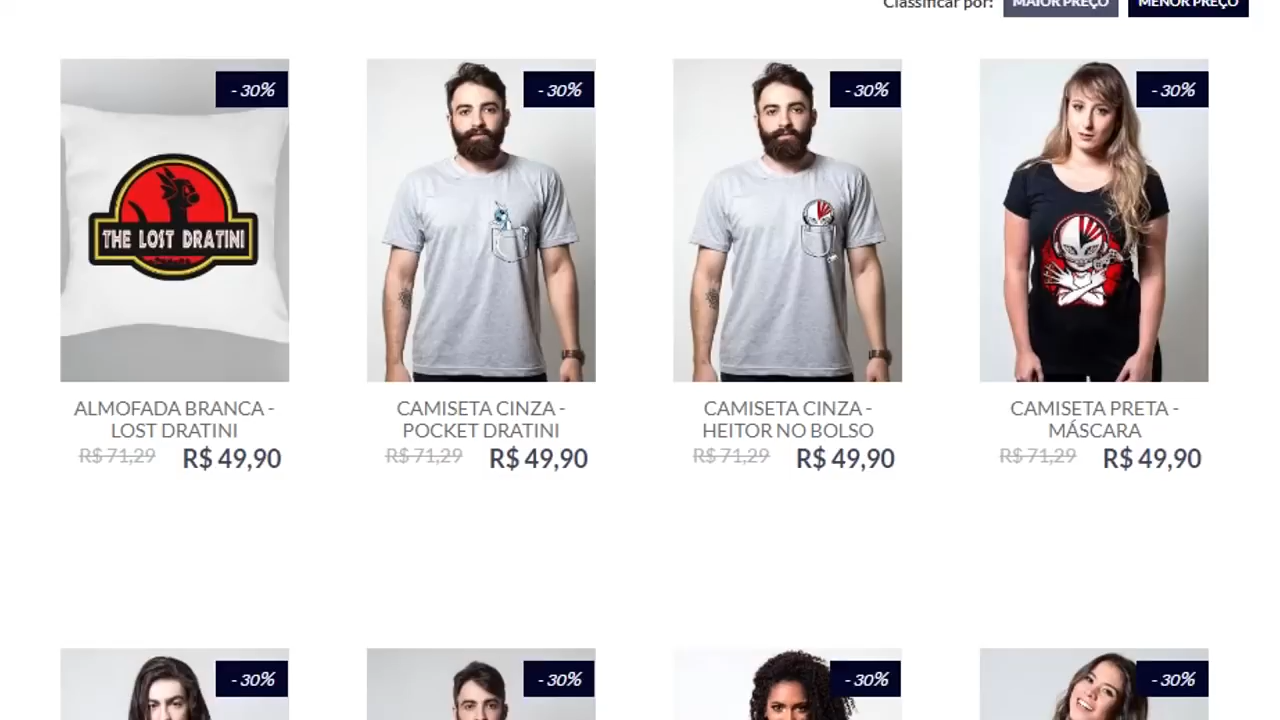 Classificar por: MAIOR PREÇO MENOR PREÇO
- 30% - 30% - 30% - 30%
THE LOST DRATINI
ALMOFADA BRANCA -
LOST DRATINI
R$ 71,29 R$ 49,90
CAMISETA CINZA -
POCKET DRATINI
R$ 71,29 R$ 49,90
CAMISETA CINZA -
HEITOR NO BOLSO
R$ 71,29 R$ 49,90
CAMISETA PRETA -
MÁSCARA
R$ 71,29 R$ 49,90
- 30% - 30% - 30% - 30%